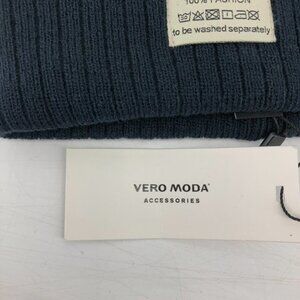 100% FASHION
to be washed separately
VERO MODA®
ACCESSORIES